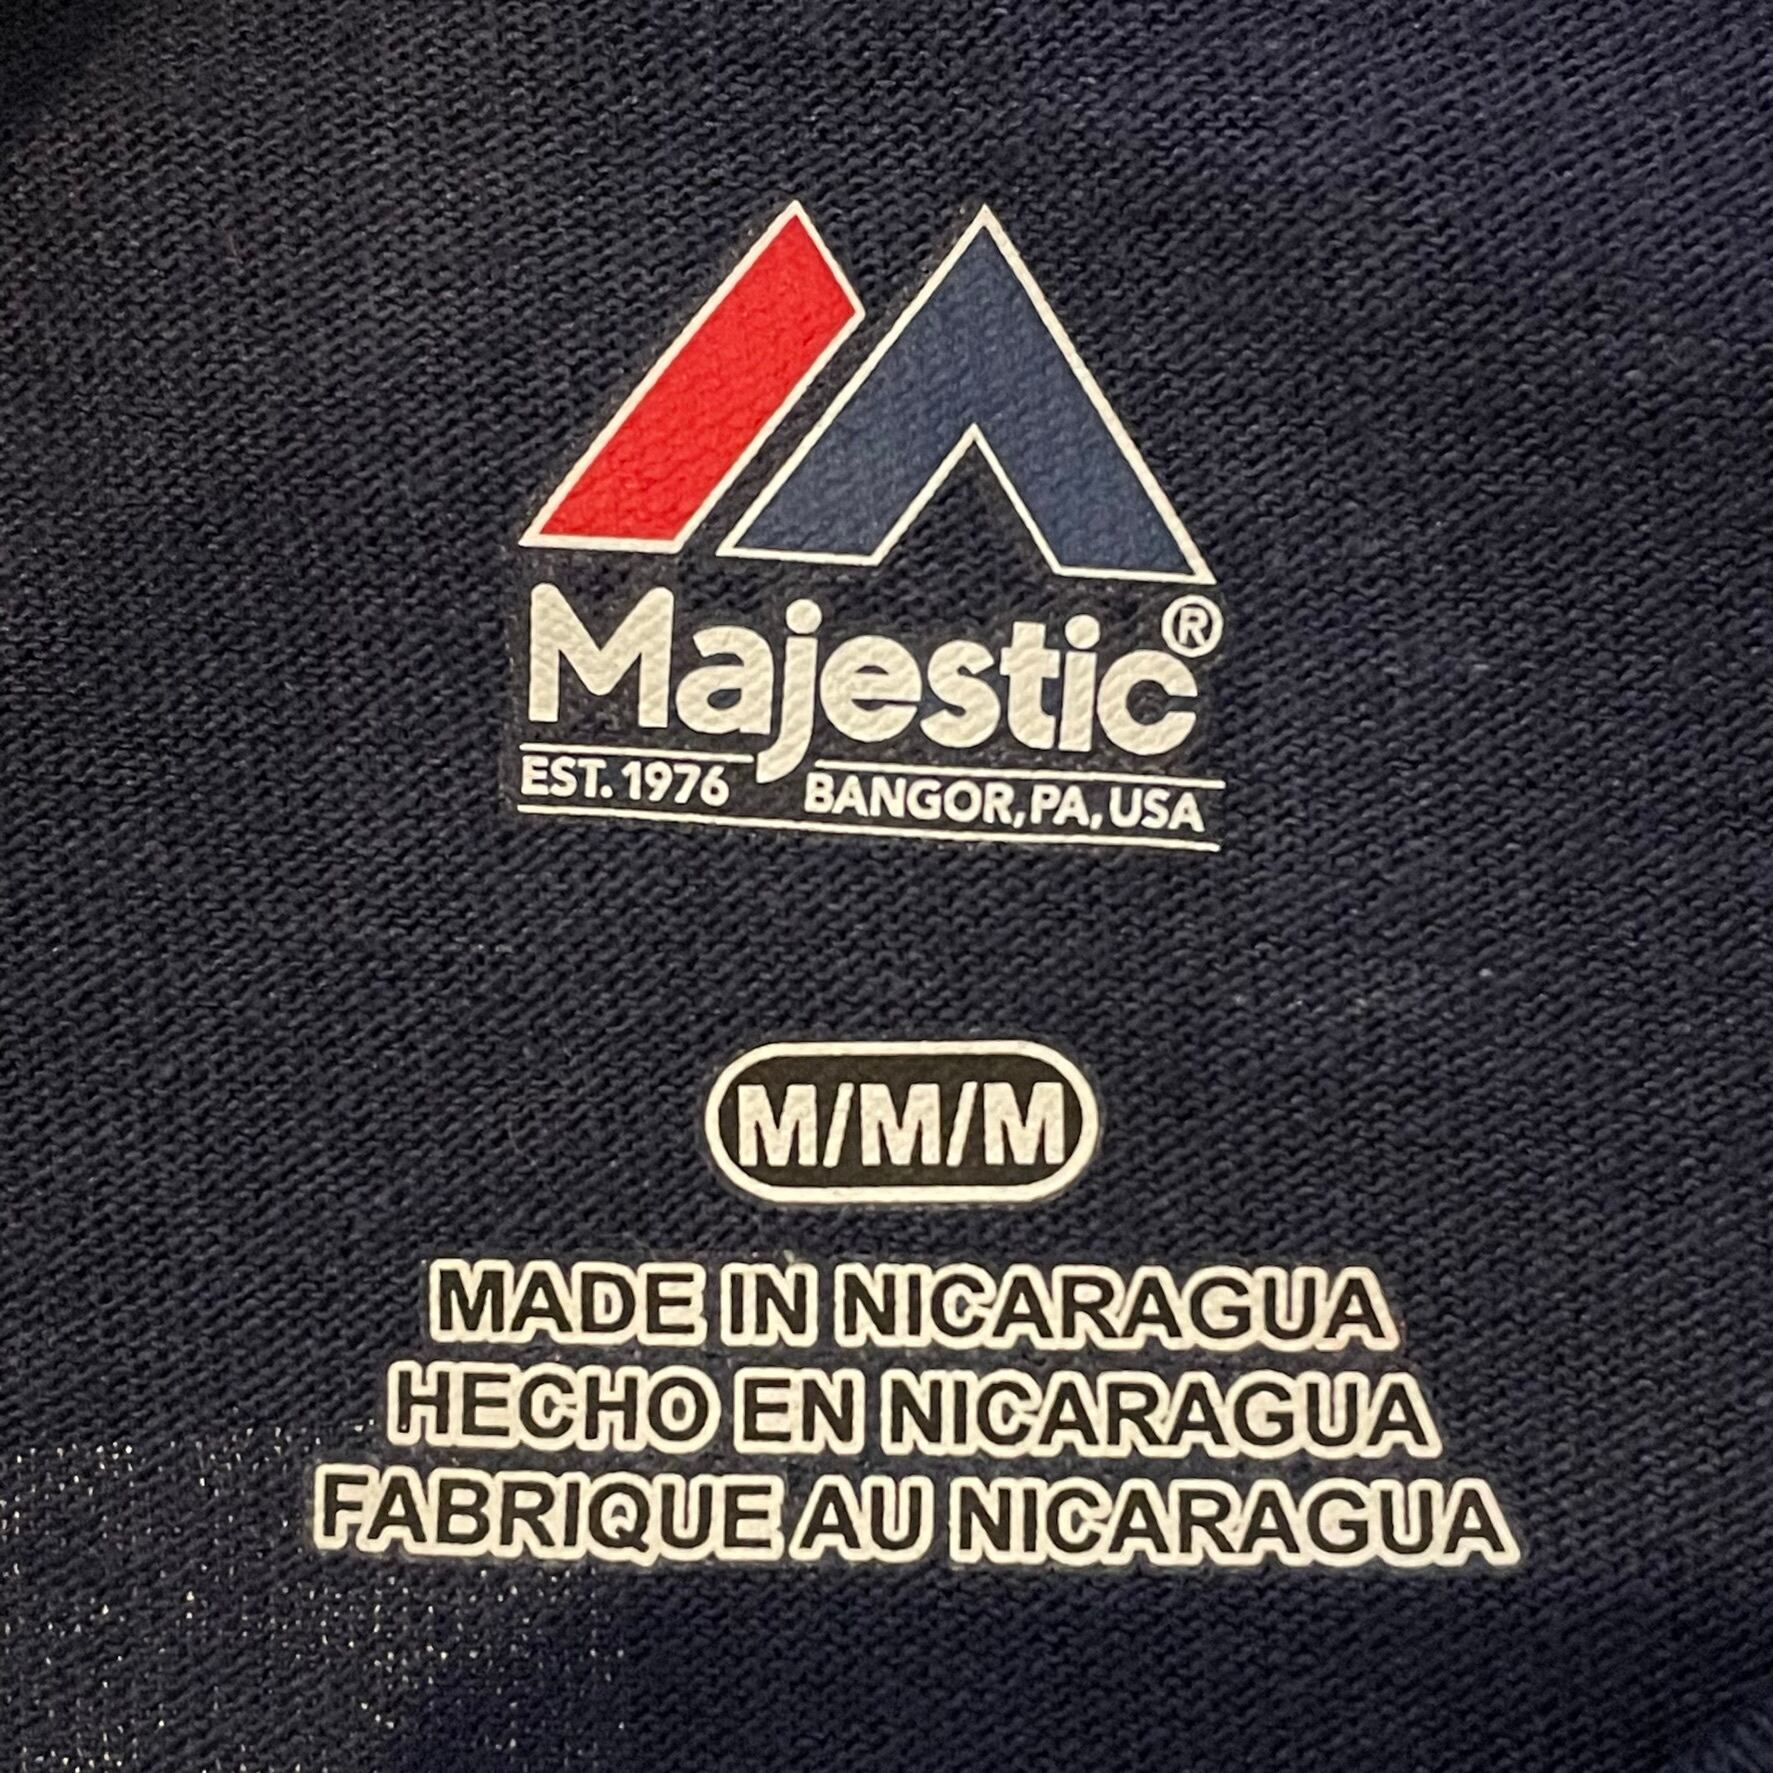 Majestic®
EST. 1976 BANGOR, PA, USA
M/M/M
MADE IN NICARAGUA
HECHO EN NICARAGUA
FABRIQUE AU NICARAGUA